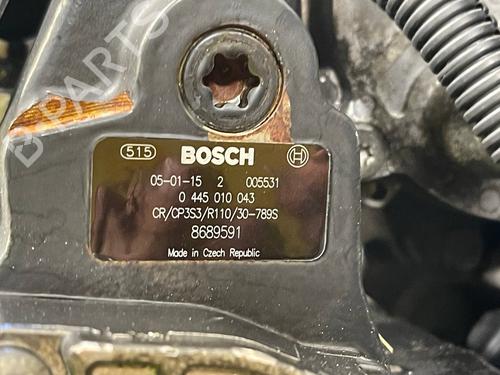 B-PARTS
515 BOSCH
05-01-15 2 005531
0 445 010 043
CR/CP3S3/R110/30-789S
8689591
Made in Czech Republic